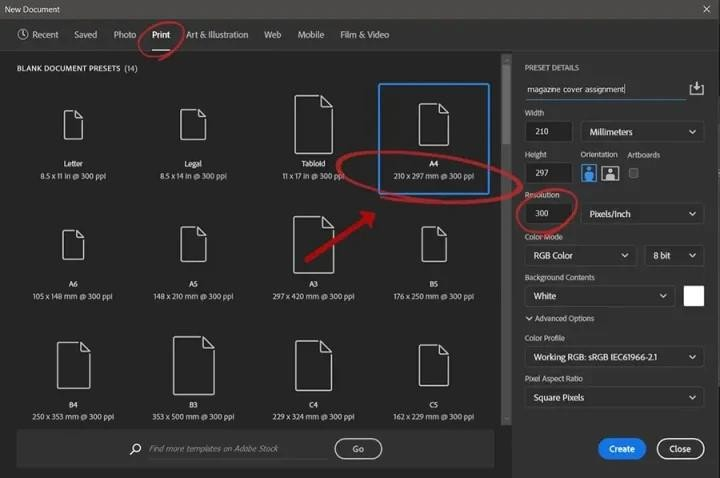 New Document
Recent Saved Photo Print Art & Illustration Web Mobile Film & Video
BLANK DOCUMENT PRESETS (14)
Letter
8.5 x 11 in @ 300 ppi
Legal
8.5 x 14 in @ 300 ppi
Tabloid
11 x 17 in @ 300 ppi
A4
210 x 297 mm @ 300 ppi
A6
105 x 148 mm @ 300 ppi
A5
148 x 210 mm @ 300 ppi
A3
297 x 420 mm @ 300 ppi
B5
176 x 250 mm @ 300 ppi
B4
250 x 353 mm @ 300 ppi
B3
353 x 500 mm @ 300 ppi
C4
229 x 324 mm @ 300 ppi
C5
162 x 229 mm @ 300 ppi
Find more templates on Adobe Stock
Go
PRESET DETAILS
magazine cover assignment
Width
210 Millimeters
Height Orientation Artboards
297
Resolution
300 Pixels/Inch
Color Mode
RGB Color 8 bit
Background Contents
White
Advanced Options
Color Profile
Working RGB: sRGB IEC61966-2.1
Pixel Aspect Ratio
Square Pixels
Create Close